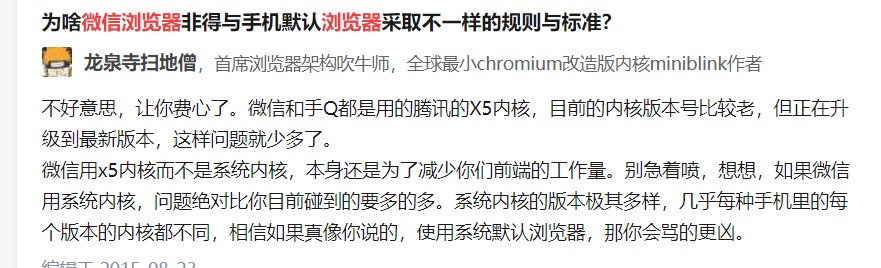 为啥微信浏览器非得与手机默认浏览器采取不一样的规则与标准？
龙泉寺扫地僧，首席浏览器架构吹牛师，全球最小chromium改造版内核miniblink作者
不好意思，让你费心了。微信和手Q都是用的腾讯的X5内核，目前的内核版本号比较老，但正在升
级到最新版本，这样问题就少多了。
微信用x5内核而不是系统内核，本身还是为了减少你们前端的工作量。别急着喷，想想，如果微信
用系统内核，问题绝对比你目前碰到的要多的多。系统内核的版本极其多样，几乎每种手机里的每
个版本的内核都不同，相信如果真像你说的，使用系统默认浏览器，那你会骂的更凶。
编辑于 2015-08-23